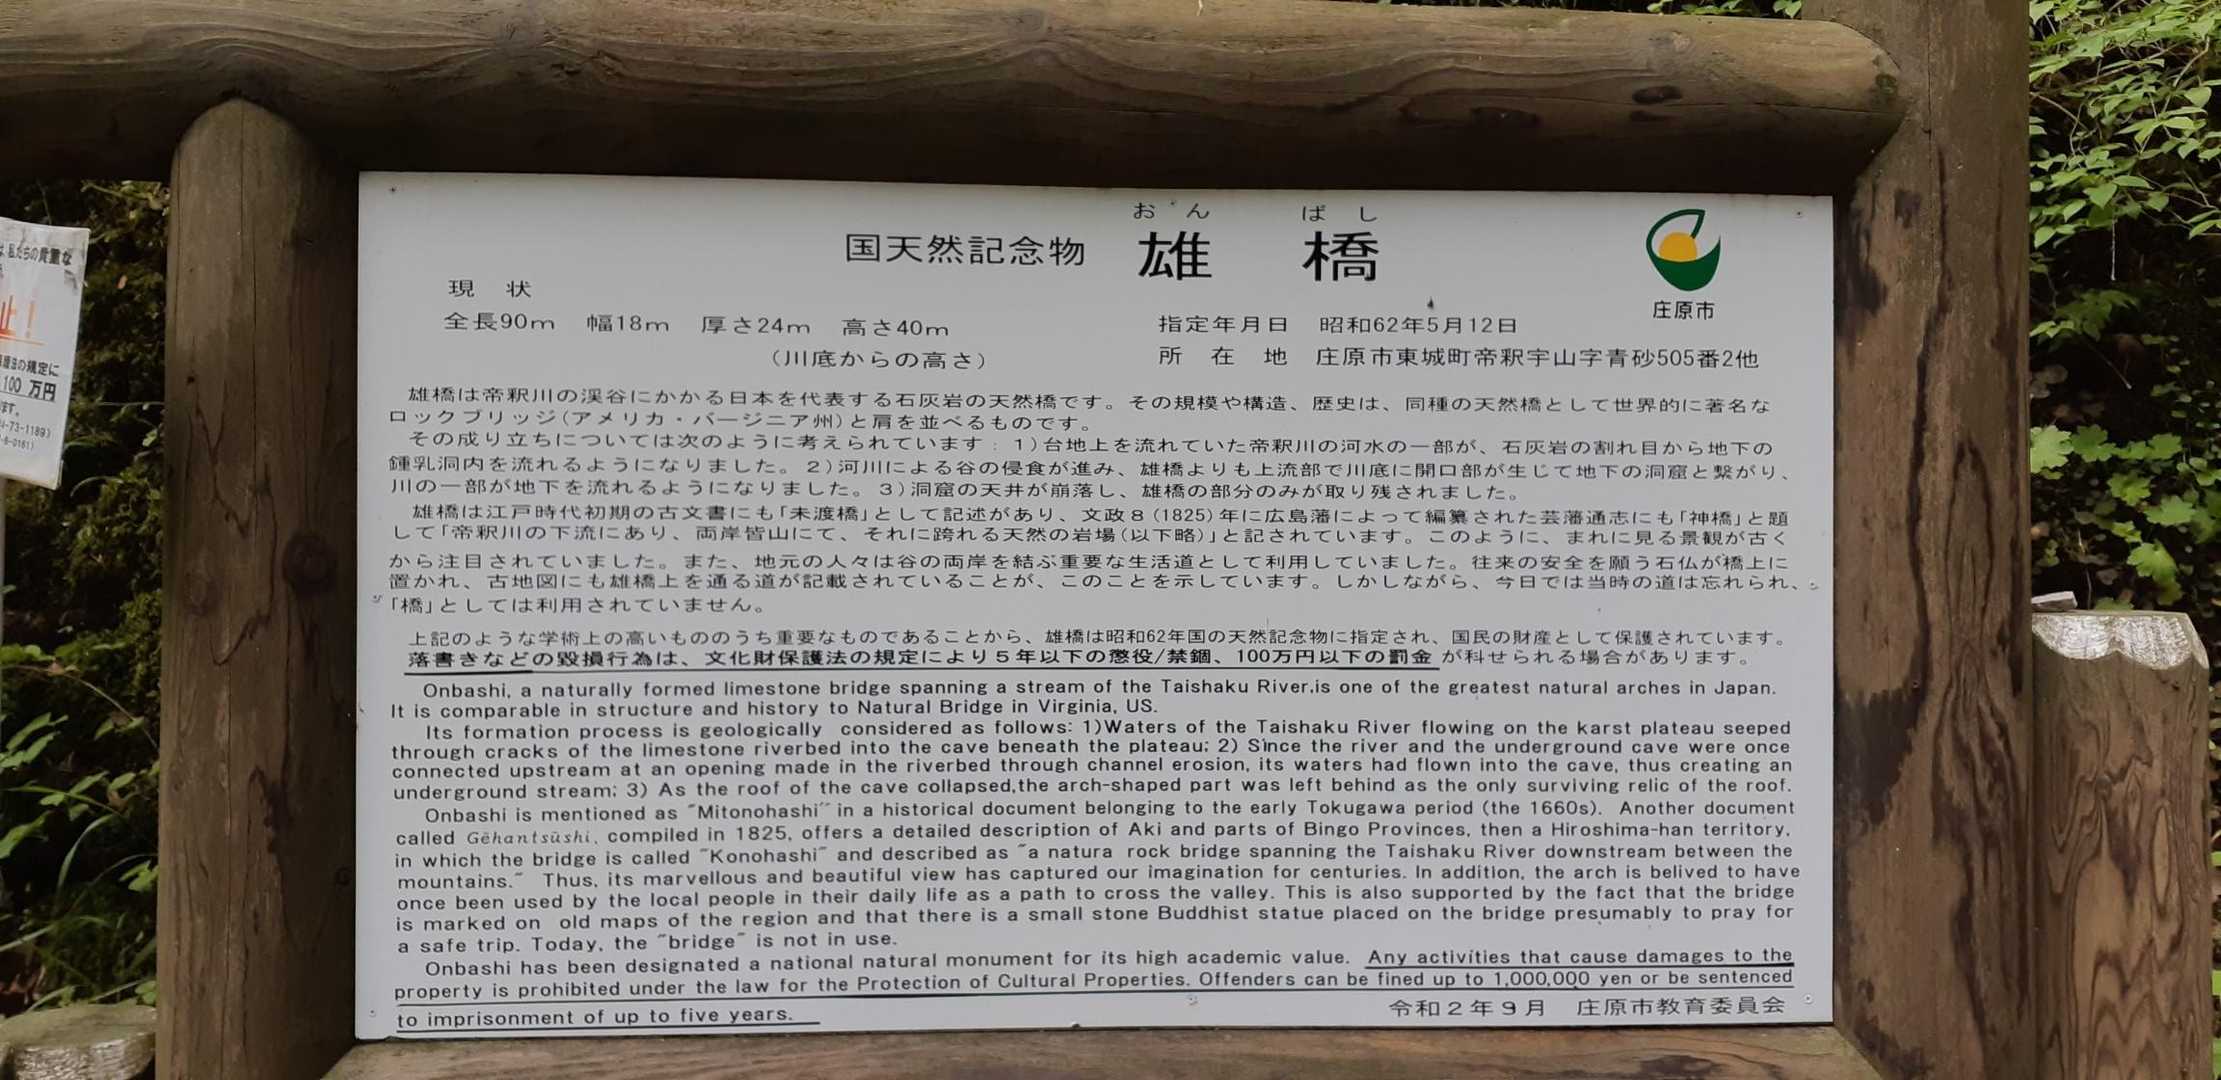 は 私たちの貴重な
止！
護法の規定に
100 万円
ます。
4-73-1189)
-8-0161)
おん ばし
国天然記念物 雄 橋
庄原市
現 状
全長90m 幅18m 厚さ24m 高さ40m
(川底からの高さ)
指定年月日 昭和62年5月12日
所 在 地 庄原市東城町帝釈宇山字青砂505番2他
雄橋は帝釈川の渓谷にかかる日本を代表する石灰岩の天然橋です。その規模や構造、歴史は、同種の天然橋として世界的に著名な
ロックブリッジ(アメリカ・バージニア州)と肩を並べるものです。
その成り立ちについては次のように考えられています：1)台地上を流れていた帝釈川の河水の一部が、石灰岩の割れ目から地下の
鍾乳洞内を流れるようになりました。2)河川による谷の侵食が進み、雄橋よりも上流部で川底に開口部が生じて地下の洞窟と繋がり、
川の一部が地下を流れるようになりました。3)洞窟の天井が崩落し、雄橋の部分のみが取り残されました。
雄橋は江戸時代初期の古文書にも「未渡橋」として記述があり、文政8(1825)年に広島藩によって編纂された芸藩通志にも「神橋」と題
して「帝釈川の下流にあり、両岸皆山にて、それに跨れる天然の岩場(以下略)」と記されています。このように、まれに見る景観が古く
から注目されていました。また、地元の人々は谷の両岸を結ぶ重要な生活道として利用していました。往来の安全を願う石仏が橋上に
置かれ、古地図にも雄橋上を通る道が記載されていることが、このことを示しています。しかしながら、今日では当時の道は忘れられ、
「橋」としては利用されていません。
上記のような学術上の高いもののうち重要なものであることから、雄橋は昭和62年国の天然記念物に指定され、国民の財産として保護されています。
落書きなどの毀損行為は、文化財保護法の規定により5年以下の懲役/禁錮、100万円以下の罰金が科せられる場合があります。
Onbashi, a naturally formed limestone bridge spanning a stream of the Taishaku River,is one of the greatest natural arches in Japan.
It is comparable in structure and history to Natural Bridge in Virginia, US.
Its formation process is geologically considered as follows: 1)Waters of the Taishaku River flowing on the karst plateau seeped
through cracks of the limestone riverbed into the cave beneath the plateau; 2) Since the river and the underground cave were once
connected upstream at an opening made in the riverbed through channel erosion, its waters had flown into the cave, thus creating an
underground stream; 3) As the roof of the cave collapsed,the arch-shaped part was left behind as the only surviving relic of the roof.
Onbashi is mentioned as "Mitonohashi" in a historical document belonging to the early Tokugawa period (the 1660s). Another document
called Gēhantsūshi, compiled in 1825, offers a detailed description of Aki and parts of Bingo Provinces, then a Hiroshima-han territory,
in which the bridge is called "Konohashi" and described as "a natura rock bridge spanning the Taishaku River downstream between the
mountains." Thus, its marvellous and beautiful view has captured our imagination for centuries. In addition, the arch is belived to have
once been used by the local people in their daily life as a path to cross the valley. This is also supported by the fact that the bridge
is marked on old maps of the region and that there is a small stone Buddhist statue placed on the bridge presumably to pray for
a safe trip. Today, the "bridge" is not in use.
Onbashi has been designated a national natural monument for its high academic value. Any activities that cause damages to the
property is prohibited under the law for the Protection of Cultural Properties. Offenders can be fined up to 1,000,000 yen or be sentenced
to imprisonment of up to five years.
令和2年9月 庄原市教育委員会